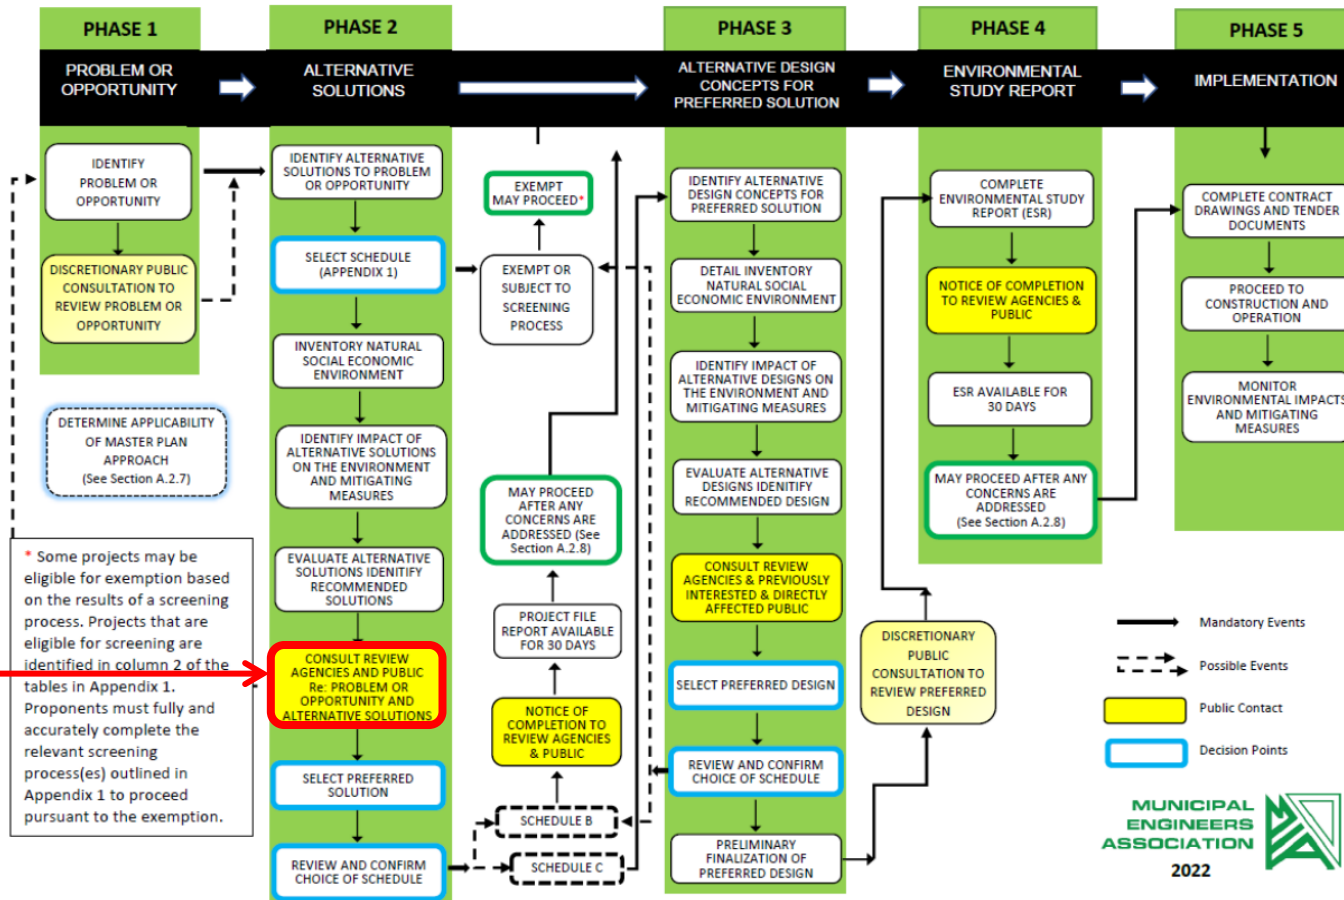 PHASE 1
PROBLEM OR
OPPORTUNITY
IDENTIFY
PROBLEM OR
OPPORTUNITY
DISCRETIONARY PUBLIC
CONSULTATION TO
REVIEW PROBLEM OR
OPPORTUNITY
DETERMINE APPLICABILITY
OF MASTER PLAN
APPROACH
(See Section A.2.7)
* Some projects may be
eligible for exemption based
on the results of a screening
process. Projects that are
eligible for screening are
identified in column 2 of the
tables in Appendix 1.
Proponents must fully and
accurately complete the
relevant screening
process(es) outlined in
Appendix 1 to proceed
pursuant to the exemption.
PHASE 2
ALTERNATIVE
SOLUTIONS
IDENTIFY ALTERNATIVE
SOLUTIONS TO PROBLEM
OR OPPORTUNITY
SELECT SCHEDULE
(APPENDIX 1)
INVENTORY NATURAL
SOCIAL ECONOMIC
ENVIRONMENT
IDENTIFY IMPACT OF
ALTERNATIVE SOLUTIONS
ON THE ENVIRONMENT
AND MITIGATING
MEASURES
EVALUATE ALTERNATIVE
SOLUTIONS IDENITIFY
RECOMMENDED
SOLUTIONS
CONSULT REVIEW
AGENCIES AND PUBLIC
Re: PROBLEM OR
OPPORTUNITY AND
ALTERNATIVE SOLUTIONS
SELECT PREFERRED
SOLUTION
REVIEW AND CONFIRM
CHOICE OF SCHEDULE
EXEMPT
MAY PROCEED*
EXEMPT OR
SUBJECT TO
SCREENING
PROCESS
MAY PROCEED
AFTER ANY
CONCERNS ARE
ADDRESSED (See
Section A.2.8)
PROJECT FILE
REPORT AVAILABLE
FOR 30 DAYS
NOTICE OF
COMPLETION TO
REVIEW AGENCIES
& PUBLIC
SCHEDULE B
SCHEDULE C
PHASE 3
ALTERNATIVE DESIGN
CONCEPTS FOR
PREFERRED SOLUTION
IDENTIFY ALTERNATIVE
DESIGN CONCEPTS FOR
PREFERRED SOLUTION
DETAIL INVENTORY
NATURAL SOCIAL
ECONOMIC ENVIRONMENT
IDENTIFY IMPACT OF
ALTERNATIVE DESIGNS ON
THE ENVIRONMENT AND
MITIGATING MEASURES
EVALUATE ALTERNATIVE
DESIGNS IDENITIFY
RECOMMENDED DESIGN
CONSULT REVIEW
AGENCIES & PREVIOUSLY
INTERESTED & DIRECTLY
AFFECTED PUBLIC
SELECT PREFERRED DESIGN
REVIEW AND CONFIRM
CHOICE OF SCHEDULE
PRELIMINARY
FINALIZATION OF
PREFERRED DESIGN
PHASE 4
ENVIRONMENTAL
STUDY REPORT
COMPLETE
ENVIRONMENTAL STUDY
REPORT (ESR)
NOTICE OF COMPLETION
TO REVIEW AGENCIES &
PUBLIC
ESR AVAILABLE FOR
30 DAYS
MAY PROCEED AFTER ANY
CONCERNS ARE
ADDRESSED
(See Section A.2.8)
DISCRETIONARY
PUBLIC
CONSULTATION TO
REVIEW PREFERRED
DESIGN
PHASE 5
IMPLEMENTATION
COMPLETE CONTRACT
DRAWINGS AND TENDER
DOCUMENTS
PROCEED TO
CONSTRUCTION AND
OPERATION
MONITOR
ENVIRONMENTAL IMPACTS
AND MITIGATING
MEASURES
Mandatory Events
Possible Events
Public Contact
Decision Points
MUNICIPAL
ENGINEERS
ASSOCIATION
2022